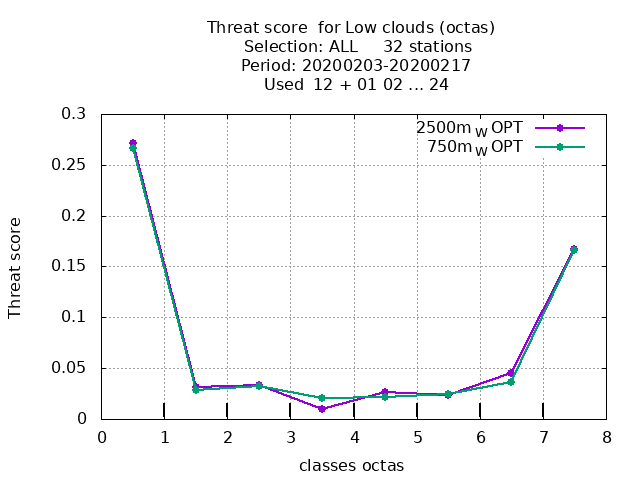 Threat score  for Low clouds (octas)
Selection: ALL     32 stations
Period: 20200203-20200217
Used  12 + 01 02 ... 24
0.3
2500m W OPT
750m W OPT
0.25
0.2
Threat score
0.15
0.1
0.05
0
0 1 2 3 4 5 6 7 8
classes octas